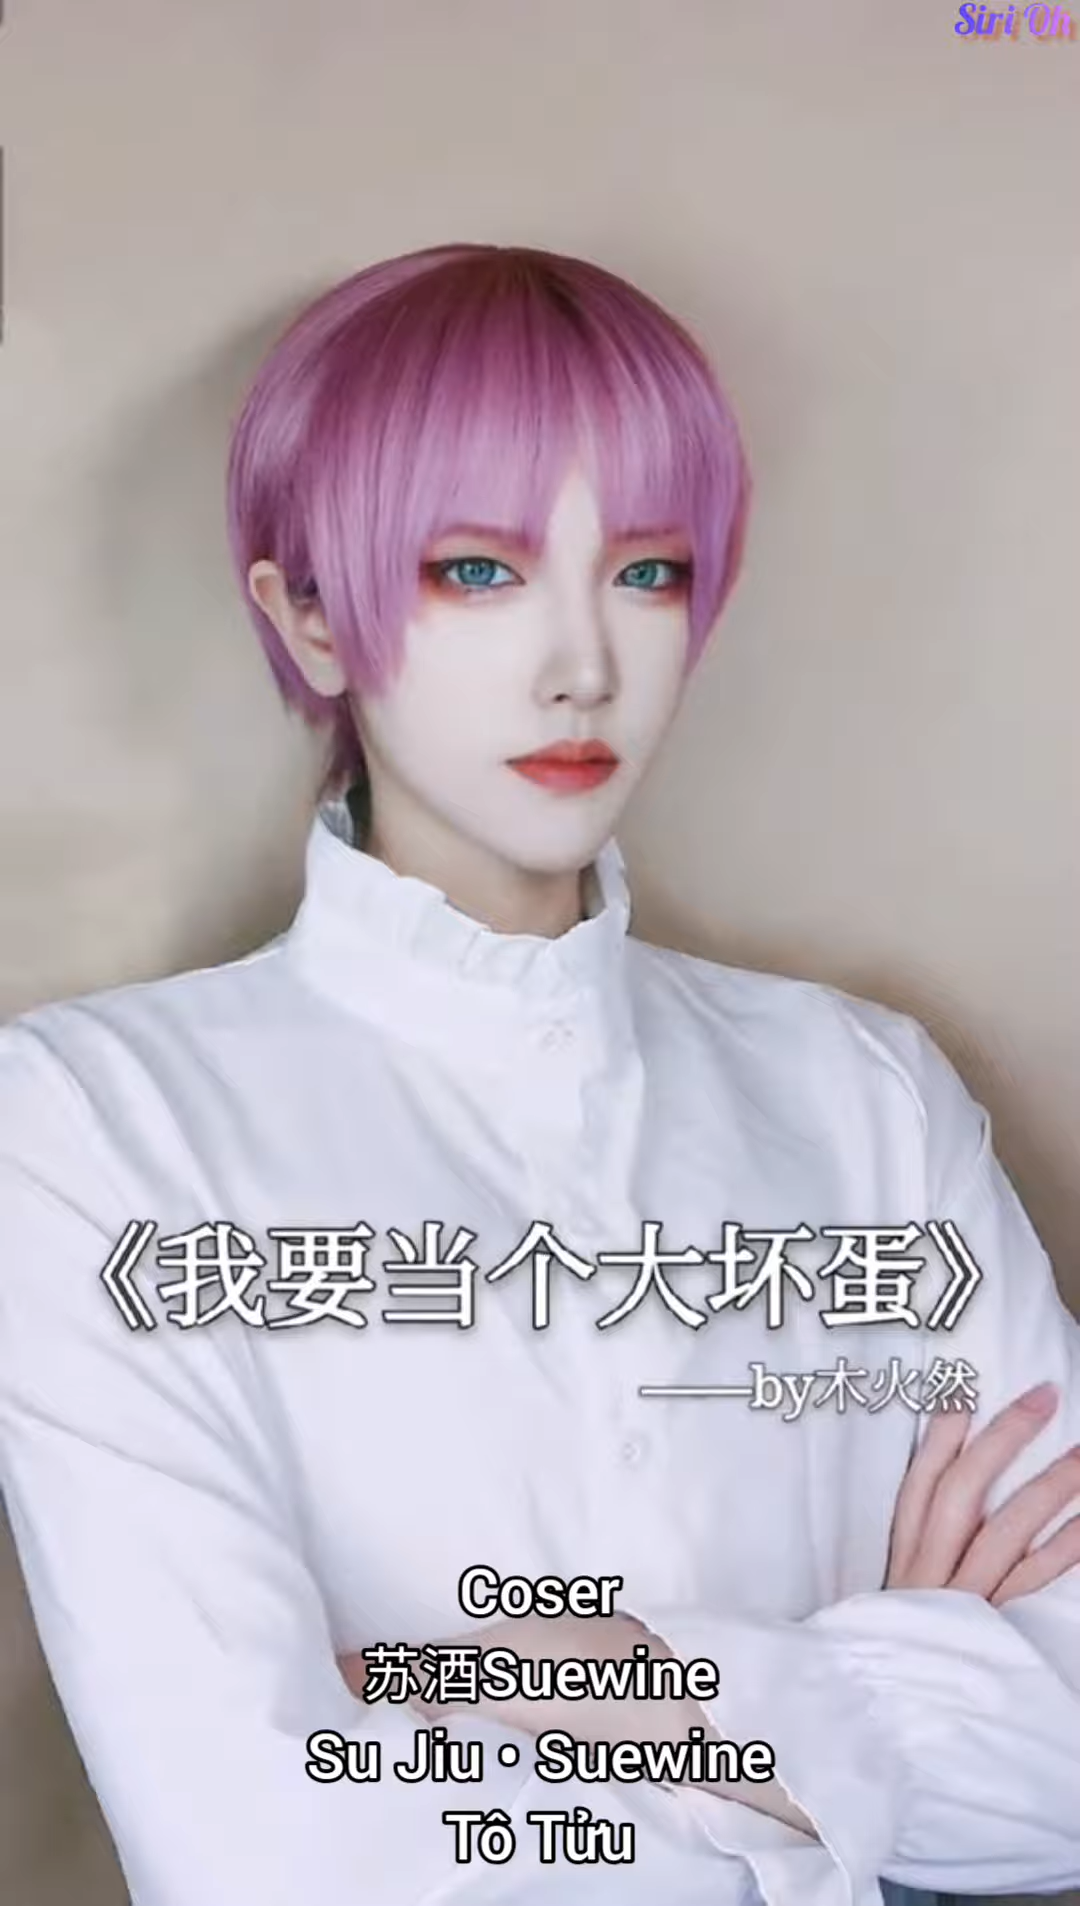 Siri Oh
《我要当个大坏蛋》
——by木火然
Coser
苏酒Suewine
Su Jiu • Suewine
Tô Tửu